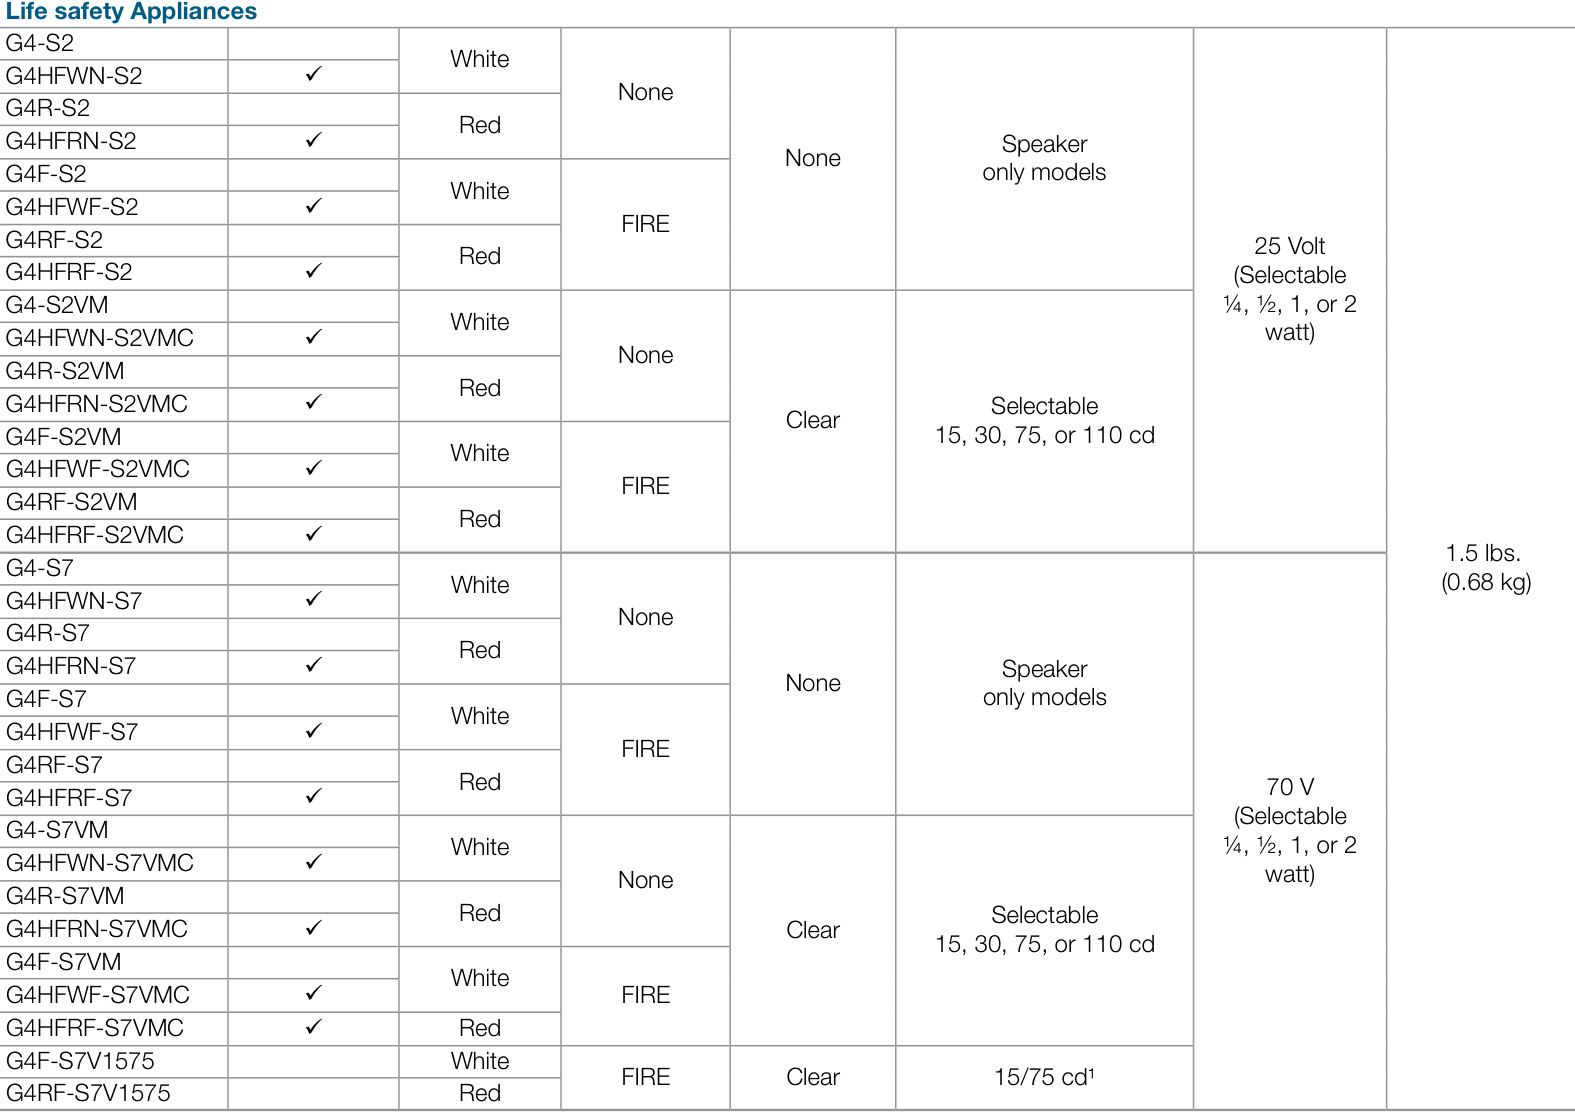 Life safety Appliances
G4-S2
White
None
None
Speaker
only models
25 Volt
(Selectable
¼, ½, 1, or 2
watt)
1.5 lbs.
(0.68 kg)
G4HFWN-S2 ✓
G4R-S2
Red
G4HFRN-S2 ✓
G4F-S2
White
FIRE
G4HFWF-S2 ✓
G4RF-S2
Red
G4HFRF-S2 ✓
G4-S2VM
White
None
Clear
Selectable
15, 30, 75, or 110 cd
G4HFWN-S2VMC ✓
G4R-S2VM
Red
G4HFRN-S2VMC ✓
G4F-S2VM
White
FIRE
G4HFWF-S2VMC ✓
G4RF-S2VM
Red
G4HFRF-S2VMC ✓
G4-S7
White
None
None
Speaker
only models
70 V
(Selectable
¼, ½, 1, or 2
watt)
G4HFWN-S7 ✓
G4R-S7
Red
G4HFRN-S7 ✓
G4F-S7
White
FIRE
G4HFWF-S7 ✓
G4RF-S7
Red
G4HFRF-S7 ✓
G4-S7VM
White
None
Clear
Selectable
15, 30, 75, or 110 cd
G4HFWN-S7VMC ✓
G4R-S7VM
Red
G4HFRN-S7VMC ✓
G4F-S7VM
White
FIRE
G4HFWF-S7VMC ✓
G4HFRF-S7VMC ✓
Red
G4F-S7V1575
White
FIRE
Clear
15/75 cd¹
G4RF-S7V1575
Red